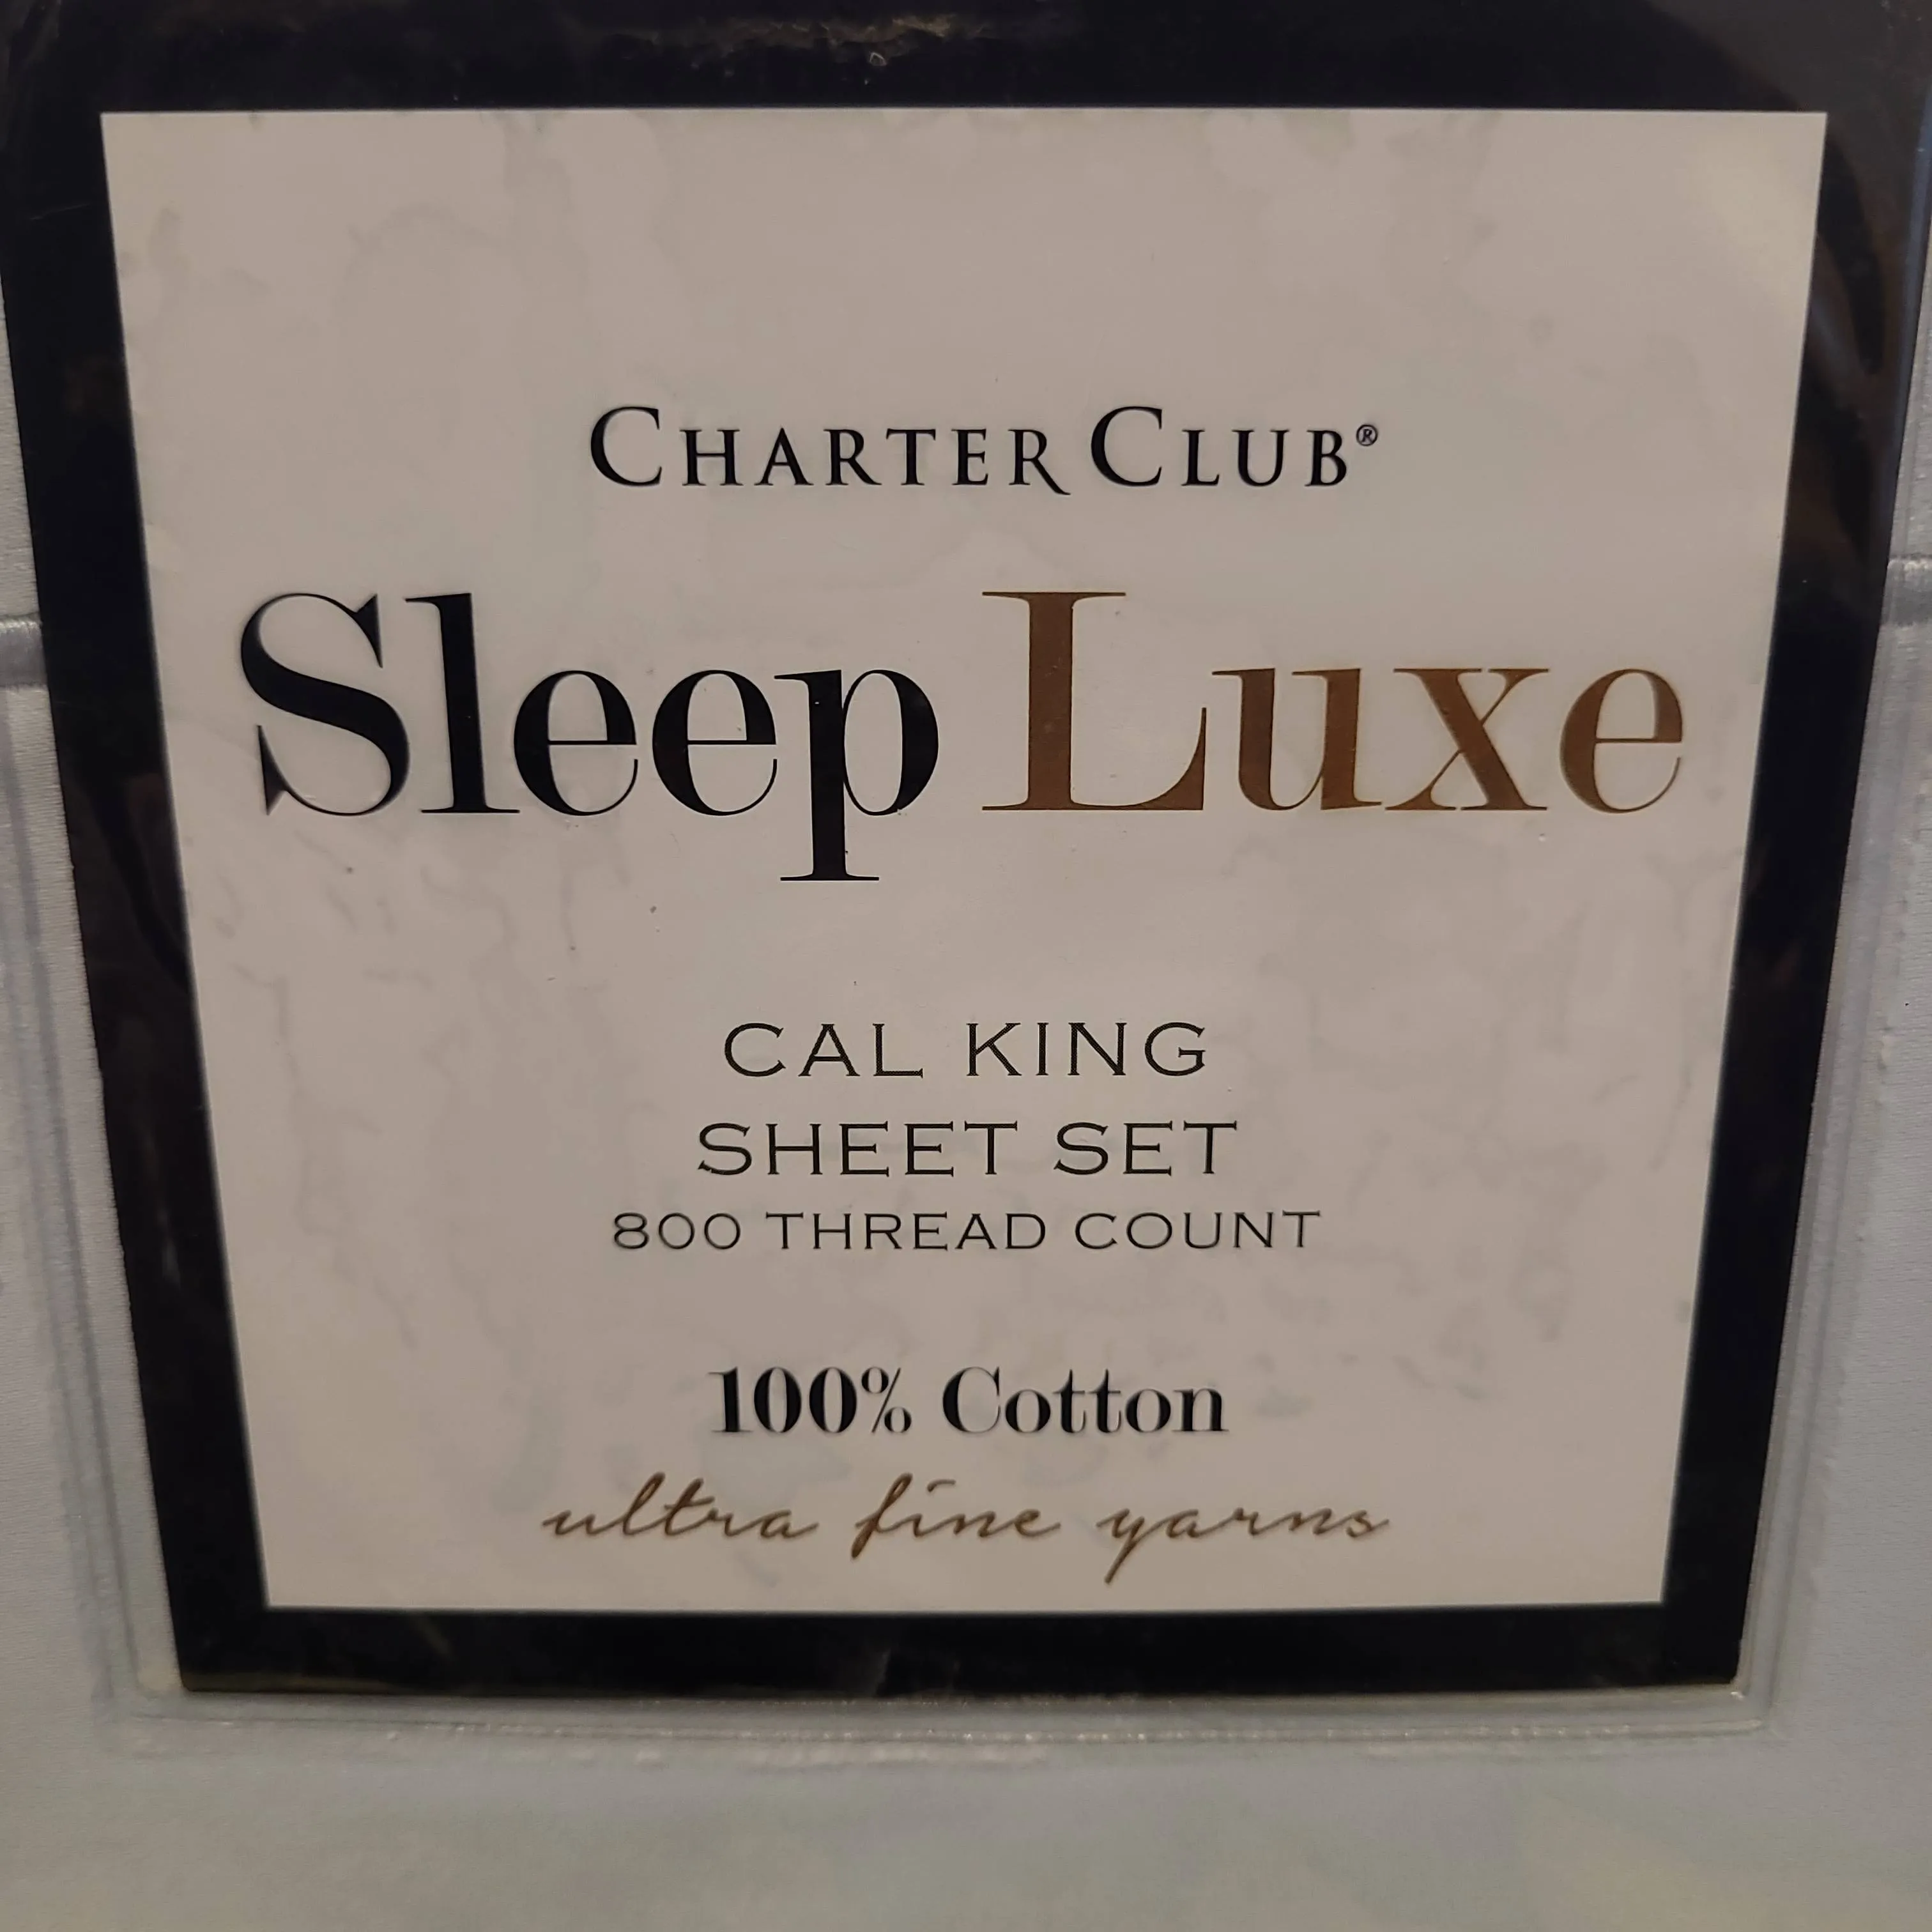 CHARTER CLUB®
Sleep Luxe
CAL KING
SHEET SET
800 THREAD COUNT
100% Cotton
ultra fine yarns